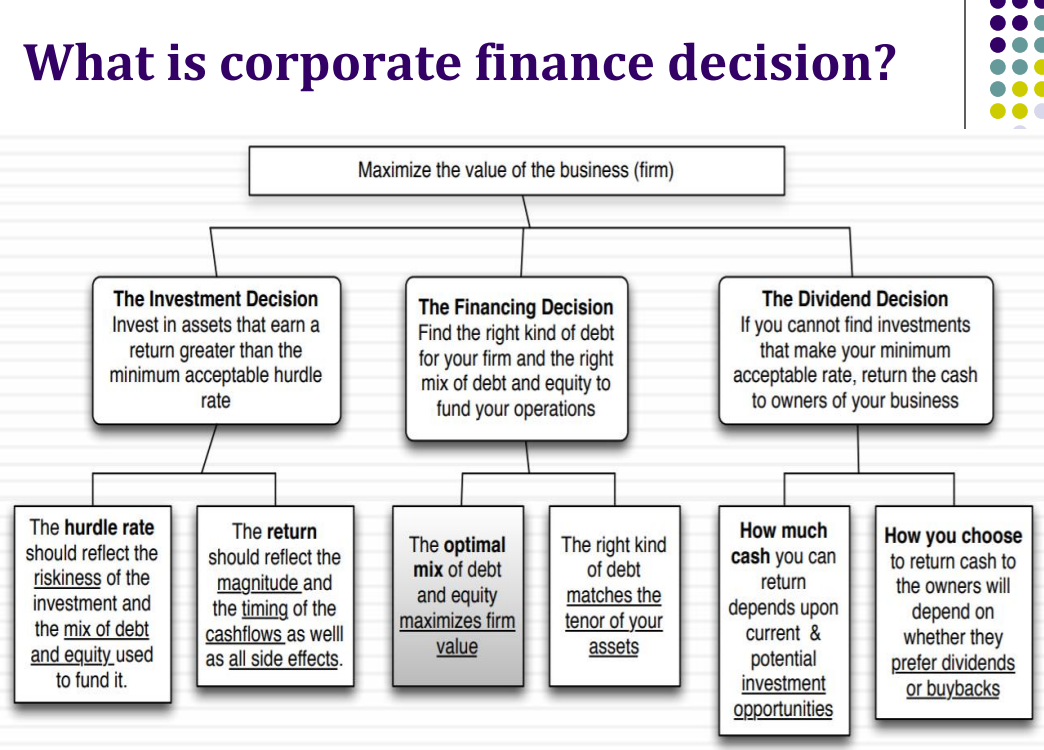 What is corporate finance decision?
Maximize the value of the business (firm)
The Investment Decision
Invest in assets that earn a
return greater than the
minimum acceptable hurdle
rate
The Financing Decision
Find the right kind of debt
for your firm and the right
mix of debt and equity to
fund your operations
The Dividend Decision
If you cannot find investments
that make your minimum
acceptable rate, return the cash
to owners of your business
The hurdle rate
should reflect the
riskiness of the
investment and
the mix of debt
and equity used
to fund it.
The return
should reflect the
magnitude and
the timing of the
cashflows as welll
as all side effects.
The optimal
mix of debt
and equity
maximizes firm
value
The right kind
of debt
matches the
tenor of your
assets
How much
cash you can
return
depends upon
current &
potential
investment
opportunities
How you choose
to return cash to
the owners will
depend on
whether they
prefer dividends
or buybacks